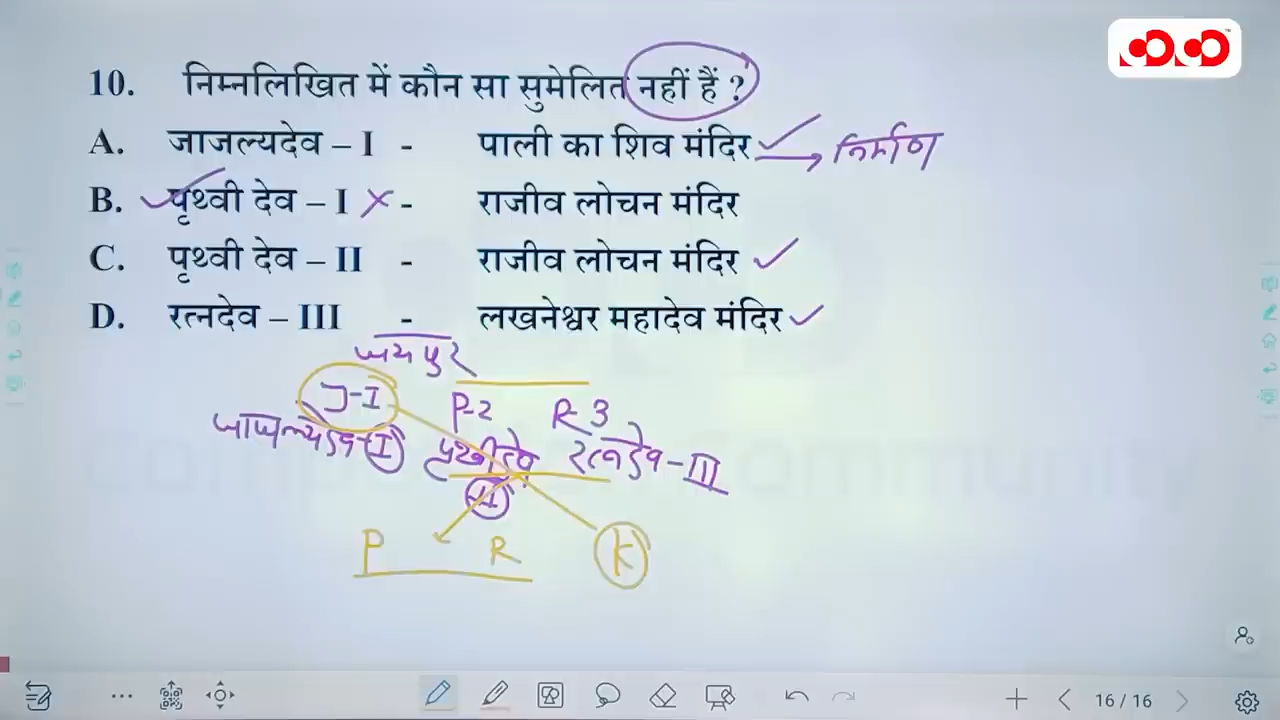 10. निम्नलिखित में कौन सा सुमेलित नहीं हैं ?
A. जाजल्यदेव – I - पाली का शिव मंदिर निर्माण
B. पृथ्वी देव – I - राजीव लोचन मंदिर
C. पृथ्वी देव – II - राजीव लोचन मंदिर
D. रत्नदेव – III - लखनेश्वर महादेव मंदिर
जयपुर
J-I P-2 R-3
जाजल्यदेव-I पृथ्वीदेव रत्नदेव-III
-II
P R K
16 / 16